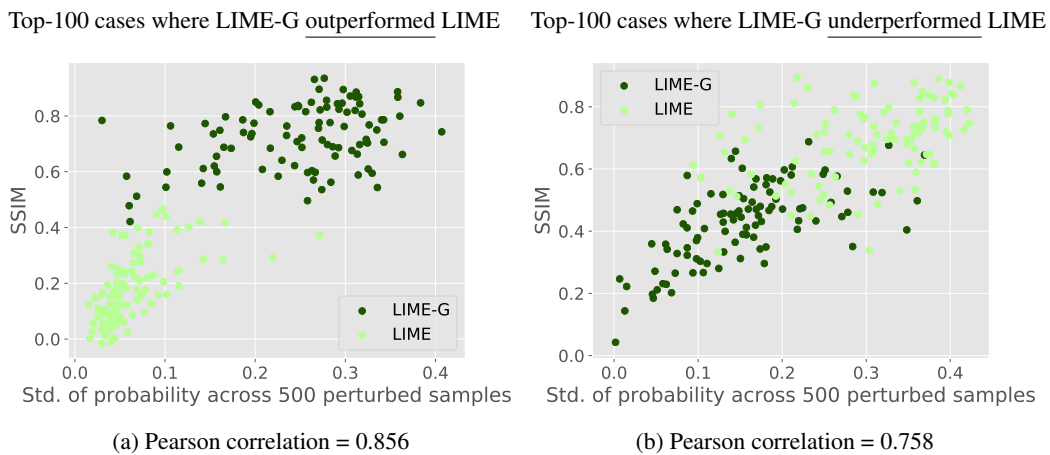 Top-100 cases where LIME-G outperformed LIME
Top-100 cases where LIME-G underperformed LIME
SSIM
0.8
0.6
0.4
0.2
0.0
LIME-G
LIME
0.0 0.1 0.2 0.3 0.4
Std. of probability across 500 perturbed samples
(a) Pearson correlation = 0.856
SSIM
0.8
0.6
0.4
0.2
0.0
LIME-G
LIME
0.0 0.1 0.2 0.3 0.4
Std. of probability across 500 perturbed samples
(b) Pearson correlation = 0.758